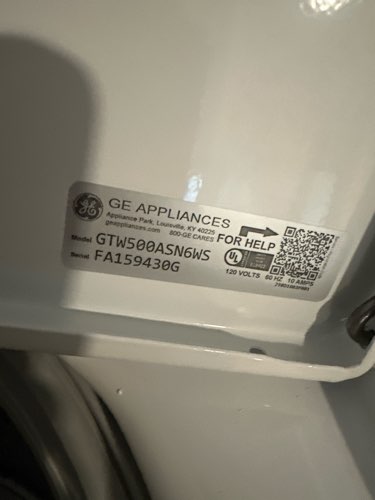 GE APPLIANCES
Appliance Park, Louisville, KY 40225
geappliances.com 800-GE CARES
FOR HELP
Model GTW500ASN6WS
Serial FA159430G
120 VOLTS 60 HZ 10 AMPS